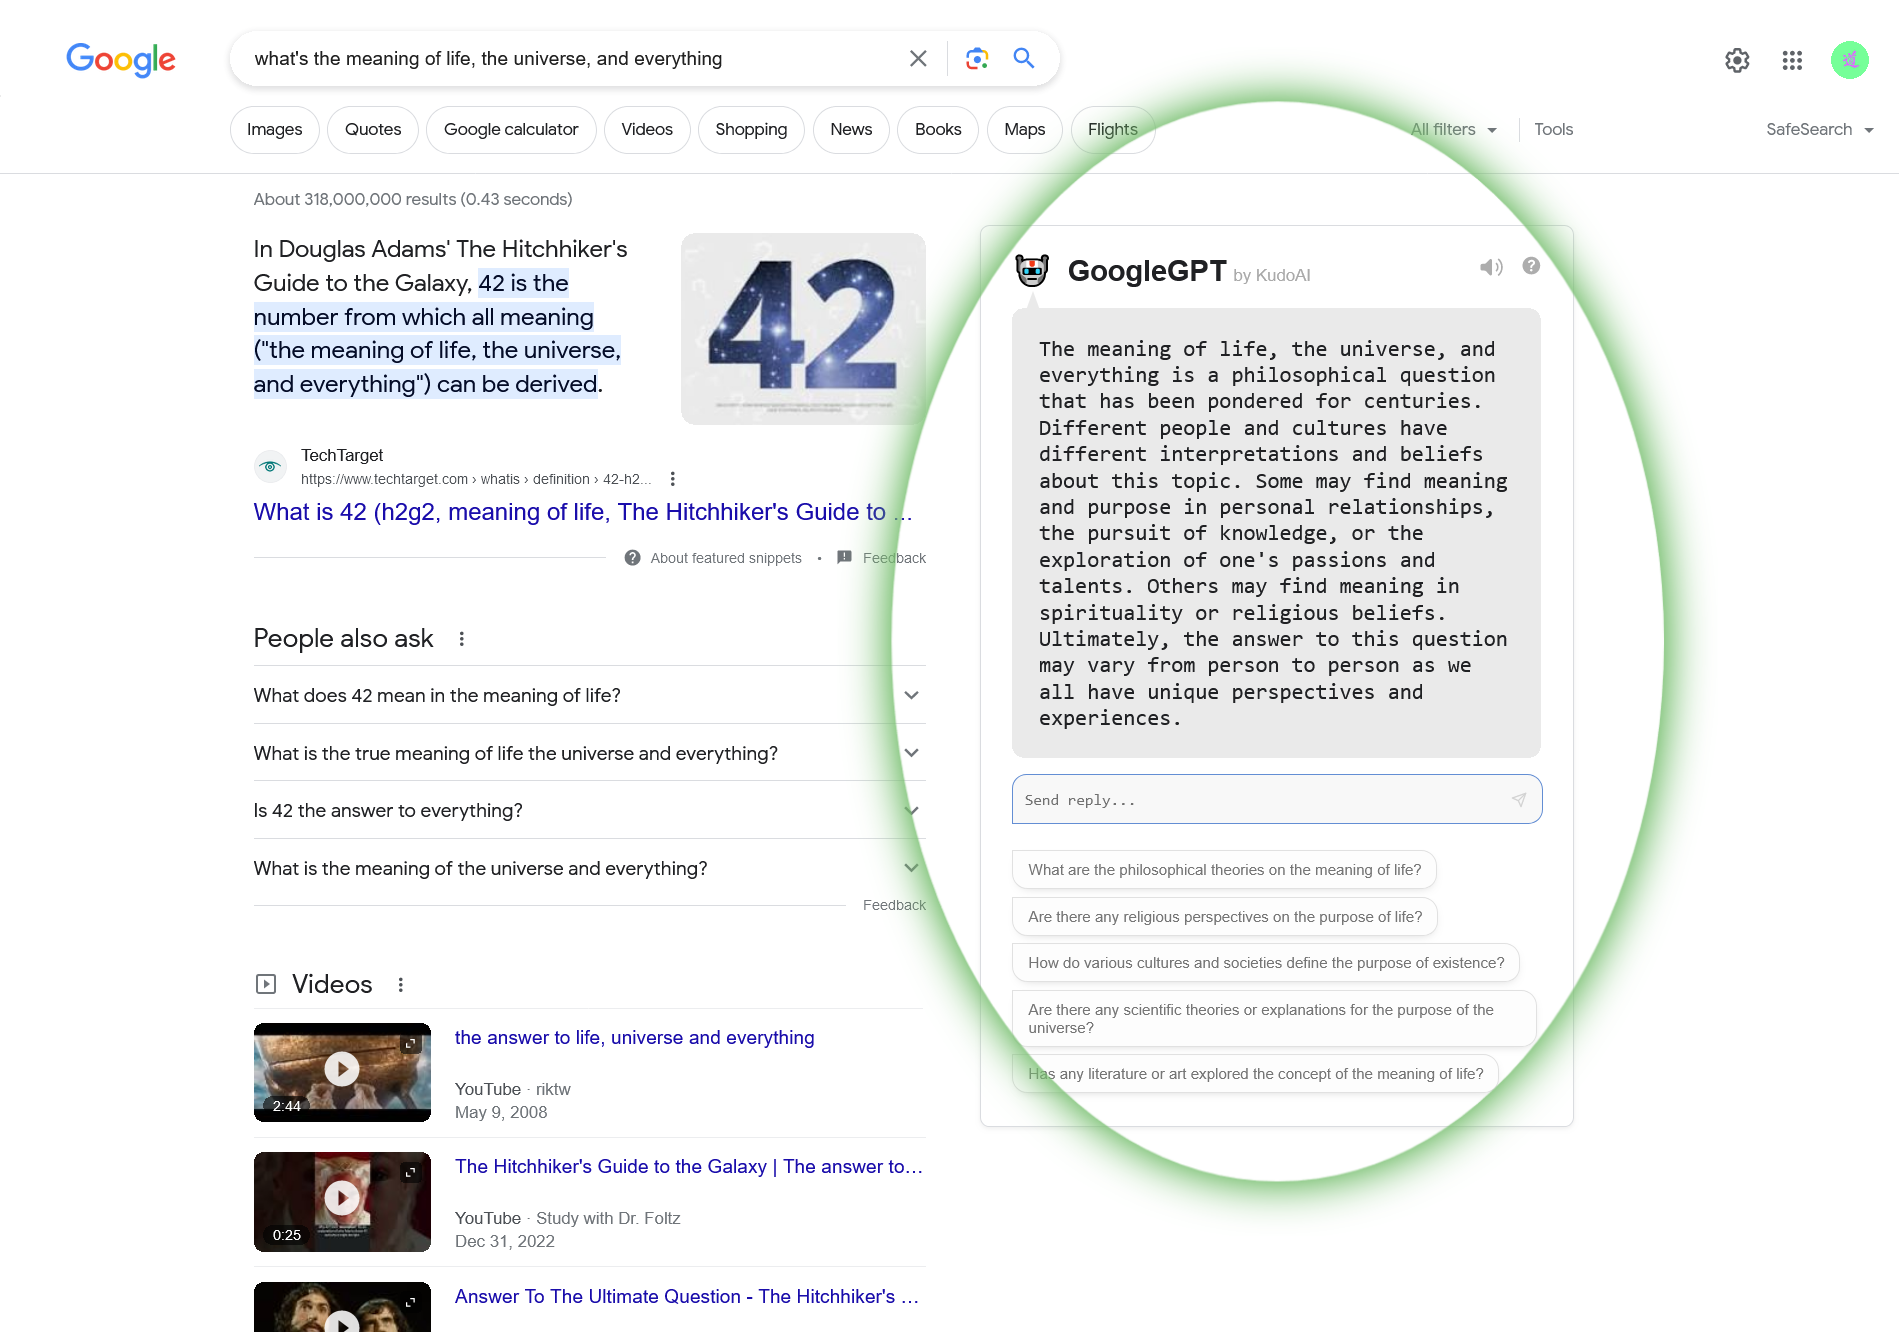 Google
what's the meaning of life, the universe, and everything
Images
Quotes
Google calculator
Videos
Shopping
News
Books
Maps
Flights
All filters
Tools
SafeSearch
About 318,000,000 results (0.43 seconds)
In Douglas Adams' The Hitchhiker's
Guide to the Galaxy, 42 is the
number from which all meaning
("the meaning of life, the universe,
and everything") can be derived.
42
TechTarget
https://www.techtarget.com › whatis › definition › 42-h2...
What is 42 (h2g2, meaning of life, The Hitchhiker's Guide to ...
About featured snippets
•
Feedback
People also ask
What does 42 mean in the meaning of life?
What is the true meaning of life the universe and everything?
Is 42 the answer to everything?
What is the meaning of the universe and everything?
Feedback
Videos
2:44
the answer to life, universe and everything
YouTube · riktw
May 9, 2008
0:25
The Hitchhiker's Guide to the Galaxy | The answer to...
YouTube · Study with Dr. Foltz
Dec 31, 2022
Answer To The Ultimate Question - The Hitchhiker's ...
GoogleGPT by KudoAI
The meaning of life, the universe, and
everything is a philosophical question
that has been pondered for centuries.
Different people and cultures have
different interpretations and beliefs
about this topic. Some may find meaning
and purpose in personal relationships,
the pursuit of knowledge, or the
exploration of one's passions and
talents. Others may find meaning in
spirituality or religious beliefs.
Ultimately, the answer to this question
may vary from person to person as we
all have unique perspectives and
experiences.
Send reply...
What are the philosophical theories on the meaning of life?
Are there any religious perspectives on the purpose of life?
How do various cultures and societies define the purpose of existence?
Are there any scientific theories or explanations for the purpose of the
universe?
Has any literature or art explored the concept of the meaning of life?